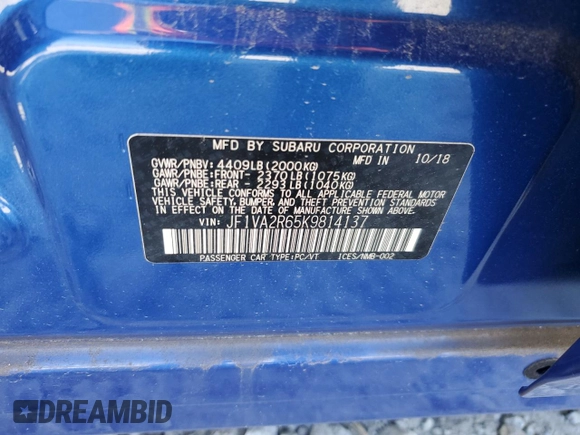 MFD BY SUBARU CORPORATION
GVWR/PNBV: 4409LB(2000KG) MFD IN 10/18
GAWR/PNBE:FRONT- 2370LB(1075KG)
GAWR/PNBE:REAR - 2293LB(1040KG)
THIS VEHICLE CONFORMS TO ALL APPLICABLE FEDERAL MOTOR
VEHICLE SAFETY, BUMPER, AND THEFT PREVENTION STANDARDS
IN EFFECT ON THE DATE OF MANUFACTURE SHOWN ABOVE.
VIN: JF1VA2R65K9814137
PASSENGER CAR TYPE:PC/VT ICES/NMB-002
DREAMBID